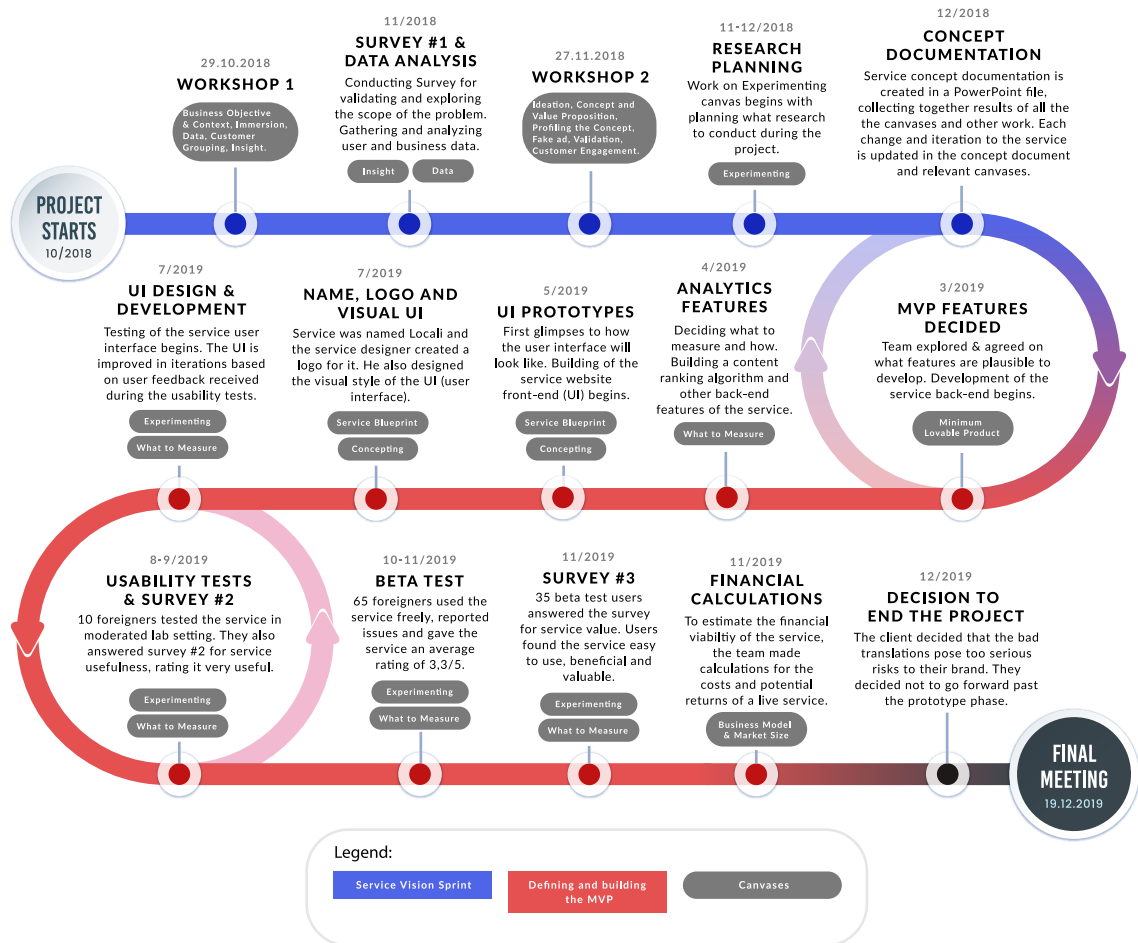 PROJECT
STARTS
10/2018
29.10.2018
WORKSHOP 1
Business Objective
& Context, Immersion,
Data, Customer
Grouping, Insight.
11/2018
SURVEY #1 &
DATA ANALYSIS
Conducting Survey for
validating and exploring
the scope of the problem.
Gathering and analyzing
user and business data.
Insight
Data
27.11.2018
WORKSHOP 2
Ideation, Concept and
Value Proposition,
Profiling the Concept,
Fake ad, Validation,
Customer Engagement.
11-12/2018
RESEARCH
PLANNING
Work on Experimenting
canvas begins with
planning what research
to conduct during the
project.
Experimenting
12/2018
CONCEPT
DOCUMENTATION
Service concept documentation is
created in a PowerPoint file,
collecting together results of all the
the canvases and other work. Each
change and iteration to the service
is updated in the concept document
and relevant canvases.
7/2019
UI DESIGN &
DEVELOPMENT
Testing of the service user
interface begins. The UI is
improved in iterations based
on user feedback received
during the usability tests.
Experimenting
What to Measure
7/2019
NAME, LOGO AND
VISUAL UI
Service was named Locali and
the service designer created a
logo for it. He also designed
the visual style of the UI (user
interface).
Service Blueprint
Concepting
5/2019
UI PROTOTYPES
First glimpses to how
the user interface will
look like. Building of the
service website
front-end (UI) begins.
Service Blueprint
Concepting
4/2019
ANALYTICS
FEATURES
Deciding what to
measure and how.
Building a content
ranking algorithm and
other back-end
features of the service.
What to Measure
3/2019
MVP FEATURES
DECIDED
Team explored & agreed on
what features are plausible to
develop. Development of the
service back-end begins.
Minimum
Lovable Product
8-9/2019
USABILITY TESTS
& SURVEY #2
10 foreigners tested the service in
moderated lab setting. They also
answered survey #2 for service
usefulness, rating it very useful.
Experimenting
What to Measure
10-11/2019
BETA TEST
65 foreigners used the
service freely, reported
issues and gave the
service an average
rating of 3,3/5.
Experimenting
What to Measure
11/2019
SURVEY #3
35 beta test users
answered the survey
for service value. Users
found the service easy
to use, beneficial and
valuable.
Experimenting
What to Measure
11/2019
FINANCIAL
CALCULATIONS
To estimate the financial
viabiltiy of the service,
the team made
calculations for the
costs and potential
returns of a live service.
Business Model
& Market Size
12/2019
DECISION TO
END THE PROJECT
The client decided that the bad
translations pose too serious
risks to their brand. They
decided not to go forward past
the prototype phase.
FINAL
MEETING
19.12.2019
Legend:
Service Vision Sprint
Defining and building
the MVP
Canvases